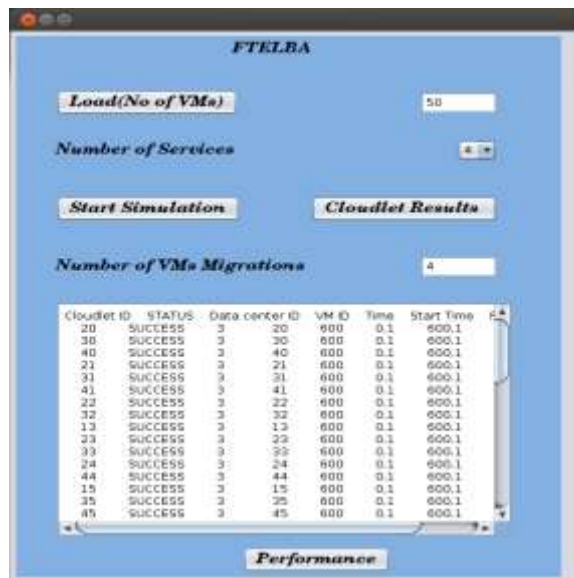 FTELBA
Load(No of VMs) 50
Number of Services 4
Start Simulation Cloudlet Results
Number of VMs Migrations 4
Cloudlet ID STATUS Data center ID VM ID Time Start Time
20 SUCCESS 3 20 600 0.1 600.1
30 SUCCESS 3 30 600 0.1 600.1
40 SUCCESS 3 40 600 0.1 600.1
21 SUCCESS 3 21 600 0.1 600.1
31 SUCCESS 3 31 600 0.1 600.1
41 SUCCESS 3 41 600 0.1 600.1
22 SUCCESS 3 22 600 0.1 600.1
32 SUCCESS 3 32 600 0.1 600.1
13 SUCCESS 3 13 600 0.1 600.1
23 SUCCESS 3 23 600 0.1 600.1
33 SUCCESS 3 33 600 0.1 600.1
24 SUCCESS 3 24 600 0.1 600.1
44 SUCCESS 3 44 600 0.1 600.1
15 SUCCESS 3 15 600 0.1 600.1
35 SUCCESS 3 35 600 0.1 600.1
45 SUCCESS 3 45 600 0.1 600.1
Performance